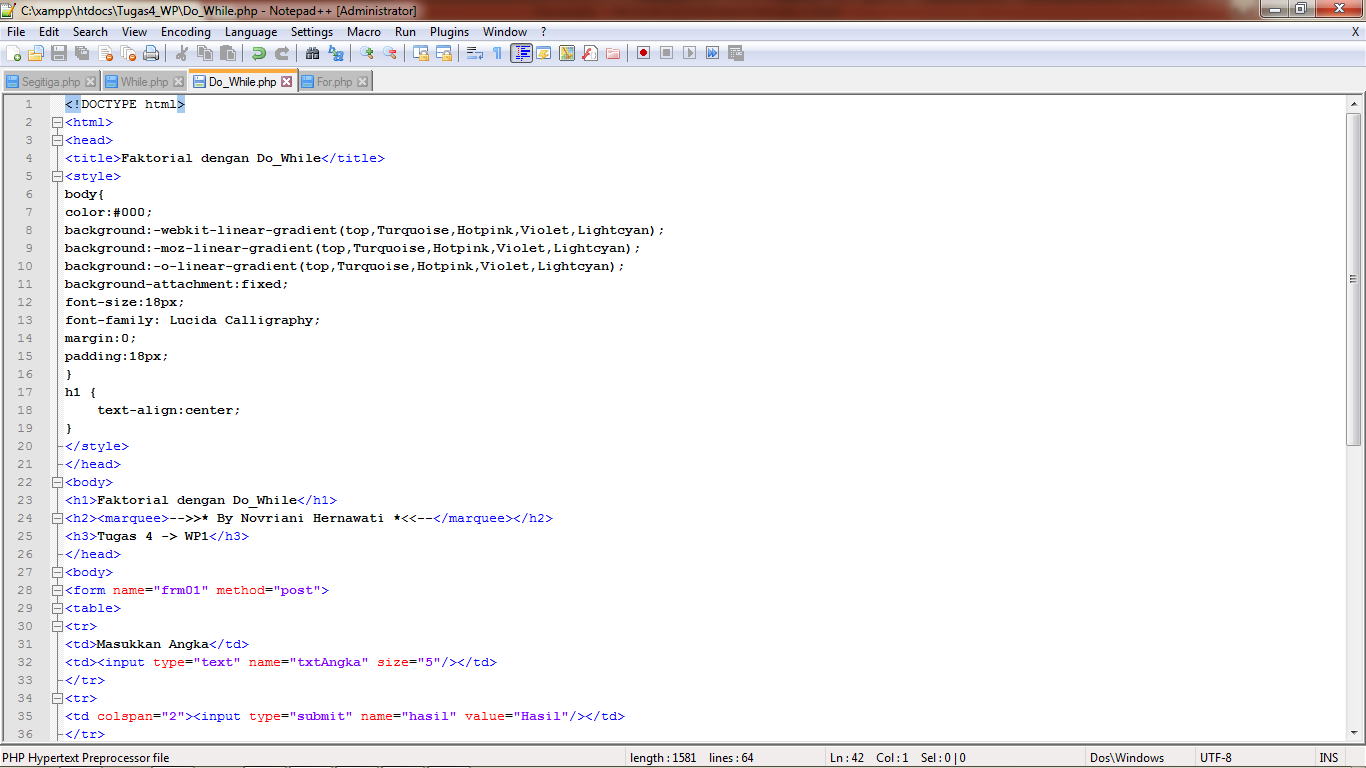 C:\xampp\htdocs\Tugas4_WP\Do_While.php - Notepad++ [Administrator]
File Edit Search View Encoding Language Settings Macro Run Plugins Window ? X
Segitiga.php While.php Do_While.php For.php
1 <!DOCTYPE html>
2 <html>
3 <head>
4 <title>Faktorial dengan Do_While</title>
5 <style>
6 body{
7 color:#000;
8 background:-webkit-linear-gradient(top,Turquoise,Hotpink,Violet,Lightcyan);
9 background:-moz-linear-gradient(top,Turquoise,Hotpink,Violet,Lightcyan);
10 background:-o-linear-gradient(top,Turquoise,Hotpink,Violet,Lightcyan);
11 background-attachment:fixed;
12 font-size:18px;
13 font-family: Lucida Calligraphy;
14 margin:0;
15 padding:18px;
16 }
17 h1 {
18     text-align:center;
19 }
20 </style>
21 </head>
22 <body>
23 <h1>Faktorial dengan Do_While</h1>
24 <h2><marquee>-->>* By Novriani Hernawati *<<--</marquee></h2>
25 <h3>Tugas 4 -> WP1</h3>
26 </head>
27 <body>
28 <form name="frm01" method="post">
29 <table>
30 <tr>
31 <td>Masukkan Angka</td>
32 <td><input type="text" name="txtAngka" size="5"/></td>
33 </tr>
34 <tr>
35 <td colspan="2"><input type="submit" name="hasil" value="Hasil"/></td>
36 </tr>
PHP Hypertext Preprocessor file length : 1581 lines : 64 Ln : 42 Col : 1 Sel : 0 | 0 Dos\Windows UTF-8 INS